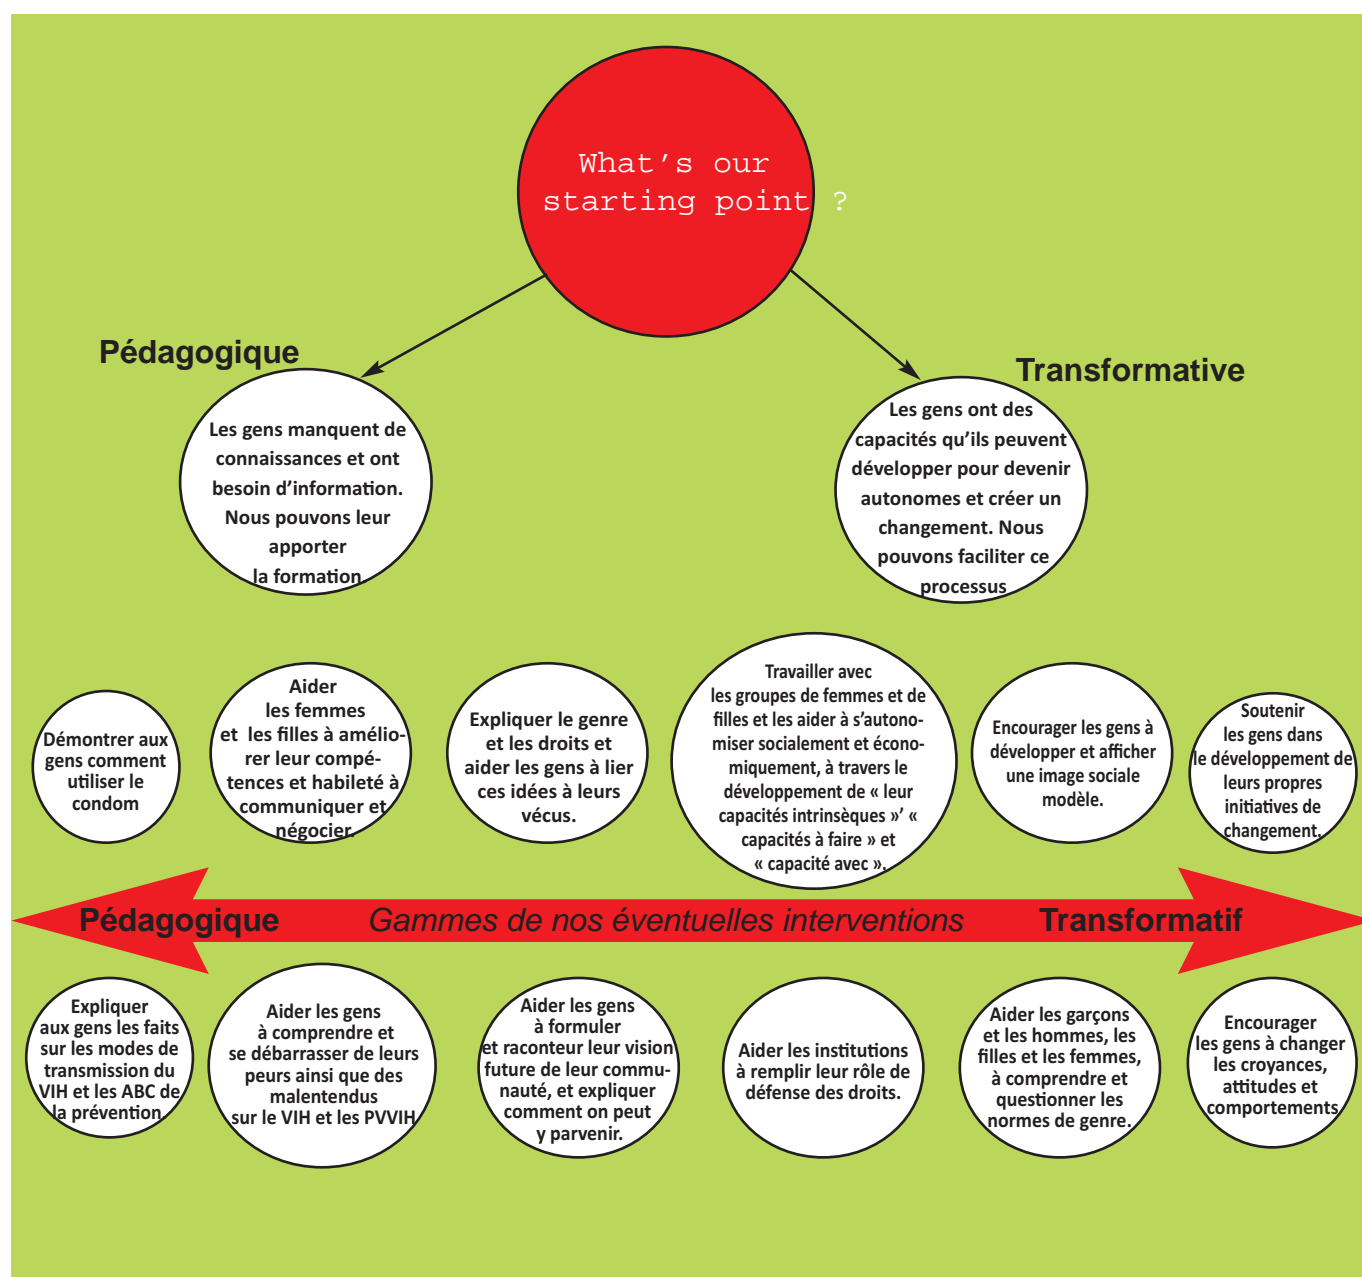 What’s our
starting point ?
Pédagogique
Transformative
Les gens manquent de
connaissances et ont
besoin d’information.
Nous pouvons leur
apporter
la formation
Les gens ont des
capacités qu’ils peuvent
développer pour devenir
autonomes et créer un
changement. Nous
pouvons faciliter ce
processus
Démontrer aux
gens comment
utiliser le
condom
Aider
les femmes
et les filles à amélio-
rer leur compé-
tences et habileté à
communiquer et
négocier.
Expliquer le genre
et les droits et
aider les gens à lier
ces idées à leurs
vécus.
Travailler avec
les groupes de femmes et de
filles et les aider à s’autono-
miser socialement et écono-
miquement, à travers le
développement de « leur
capacités intrinsèques »’ «
capacités à faire » et
« capacité avec ».
Encourager les gens à
développer et afficher
une image sociale
modèle.
Soutenir
les gens dans
le développement de
leurs propres
initiatives de
changement.
Pédagogique
Gammes de nos éventuelles interventions
Transformatif
Expliquer
aux gens les faits
sur les modes de
transmission du
VIH et les ABC de
la prévention
Aider les gens
à comprendre et
se débarrasser de leurs
peurs ainsi que des
malentendus
sur le VIH et les PVVIH
Aider les gens
à formuler
et raconteur leur vision
future de leur commu-
nauté, et expliquer
comment on peut
y parvenir.
Aider les institutions
à remplir leur rôle de
défense des droits.
Aider les garçons
et les hommes, les
filles et les femmes,
à comprendre et
questionner les
normes de genre.
Encourager
les gens à changer
les croyances,
attitudes et
comportements